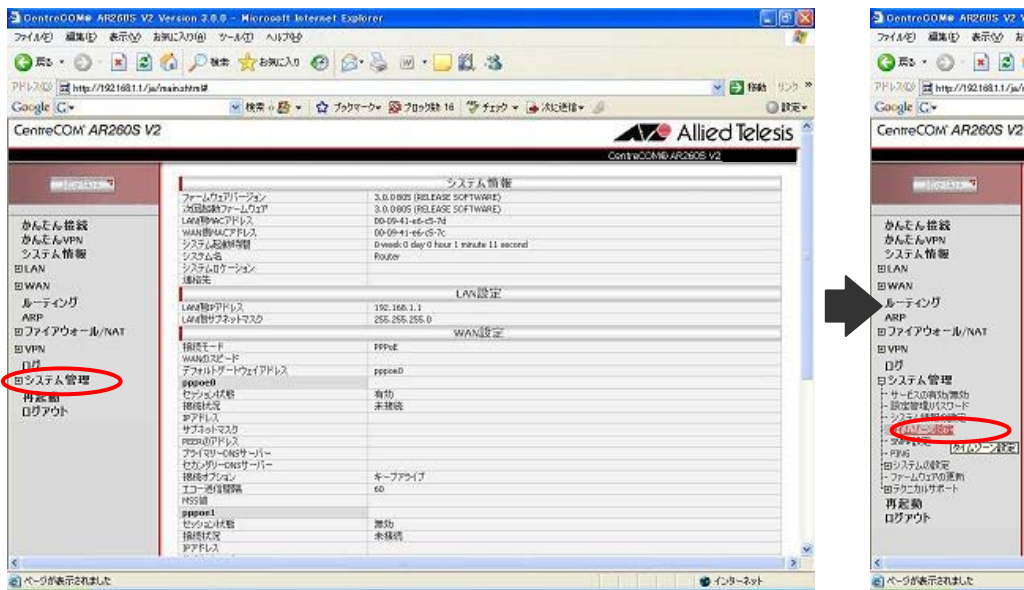 CentreCOM® AR260S V2 Version 3.0.0 - Microsoft Internet Explorer
ファイル(F) 編集(E) 表示(V) お気に入り(A) ツール(T) ヘルプ(H)
戻る 検索 お気に入り
アドレス(D) http://192.168.1.1/ja/main.shtml# 移動 リンク »
Google G 検索 ブックマーク 16 チェック 次に送信 設定
CentreCOM® AR260S V2
Allied Telesis
CentreCOM® AR260S V2
かんたん接続
かんたんVPN
システム情報
LAN
WAN
ルーティング
ARP
ファイアウォール/NAT
VPN
ログ
システム管理
再起動
ログアウト
システム情報
ファームウェアバージョン 3.0.0 B05 (RELEASE SOFTWARE)
次回起動ファームウェア 3.0.0 B05 (RELEASE SOFTWARE)
LAN側MACアドレス 00-09-41-e6-c5-7d
WAN側MACアドレス 00-09-41-e6-c5-7c
システム起動時間 0 week 0 day 0 hour 1 minute 11 second
システム名 Router
システムロケーション
連絡先
LAN設定
LAN側IPアドレス 192.168.1.1
LAN側サブネットマスク 255.255.255.0
WAN設定
接続モード PPPoE
WANのスピード
デフォルトゲートウェイアドレス pppoe0
pppoe0
セッション状態 有効
接続状況 未接続
IPアドレス
サブネットマスク
PEERのアドレス
プライマリーDNSサーバー
セカンダリーDNSサーバー
接続オプション キープアライブ
エコー送信間隔 60
MSS値
pppoe1
セッション状態 無効
接続状況 未接続
IPアドレス
ページが表示されました
インターネット
CentreCOM® AR260S V2 V
ファイル(F) 編集(E) 表示(V)
戻る
アドレス(D) http://192.168.1.1/ja/
Google G
CentreCOM® AR260S V2
かんたん接続
かんたんVPN
システム情報
LAN
WAN
ルーティング
ARP
ファイアウォール/NAT
VPN
ログ
システム管理
サービスの有効/無効
設定管理パスワード
システム情報の設定
タイムゾーン設定
SNMP設定
タイムゾーン設定
PING
システムの設定
ファームウェアの更新
テクニカルサポート
再起動
ログアウト
ページが表示されました